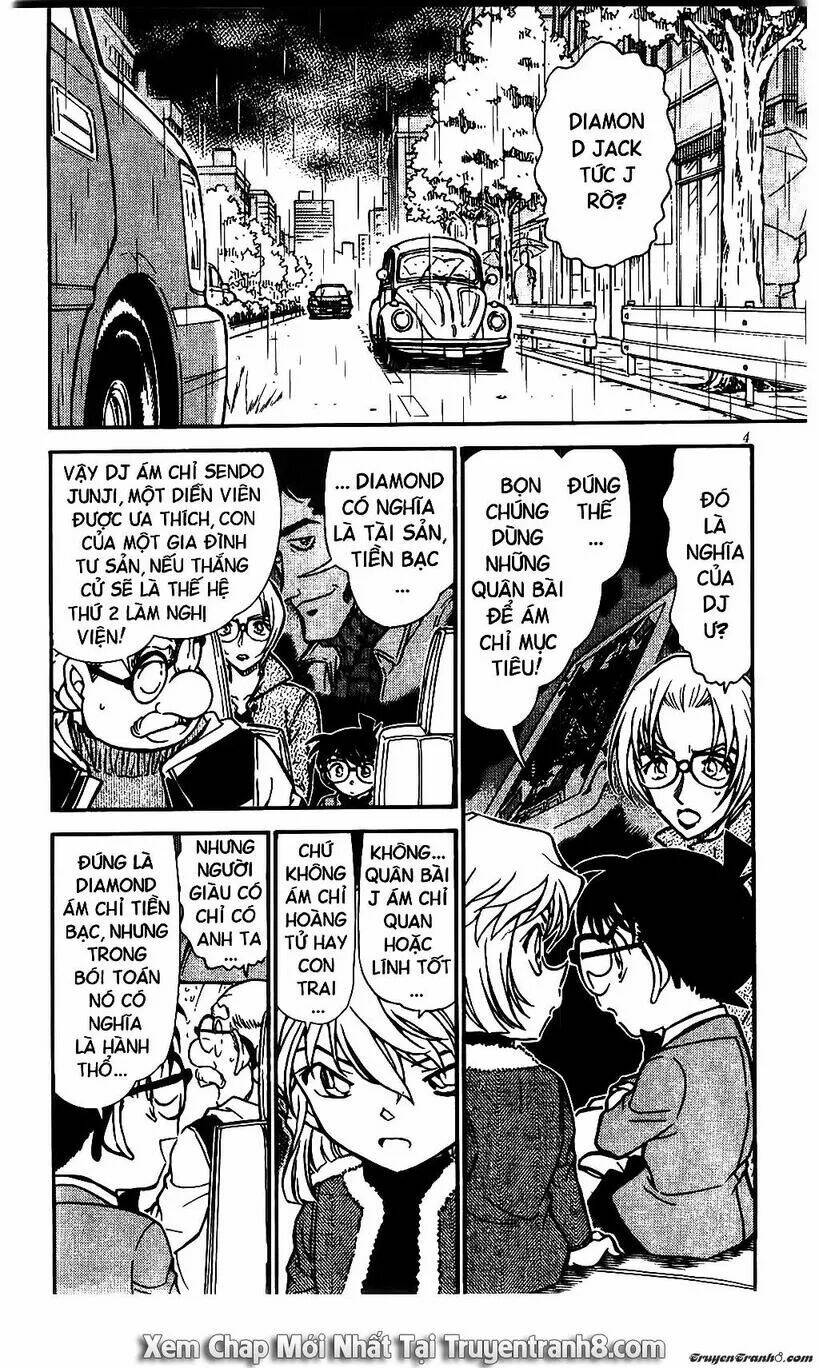 DIAMON
D JACK
TỨC J
RÔ?
4
ĐÓ
LÀ
NGHĨA
CỦA
DJ
Ư?
ĐÚNG
THẾ
...
BỌN
CHÚNG
DÙNG
NHỮNG
QUÂN BÀI
ĐỂ ÁM
CHỈ MỤC
TIÊU!
... DIAMOND
CÓ NGHĨA
LÀ TÀI SẢN,
TIỀN BẠC
...
VẬY DJ ÁM CHỈ SENDO
JUNJI, MỘT DIỄN VIÊN
ĐƯỢC ƯA THÍCH, CON
CỦA MỘT GIA ĐÌNH
TƯ SẢN, NẾU THẮNG
CỬ SẼ LÀ THẾ HỆ
THỨ 2 LÀM NGHỊ
VIỆN!
KHÔNG...
QUÂN BÀI
J ÁM CHỈ
QUAN
HOẶC
LÍNH TỐT
...
CHỨ
KHÔNG
ÁM CHỈ
HOÀNG
TỬ HAY
CON
TRAI
...
NHƯNG
NGƯỜI
GIÀU CÓ
CHỈ CÓ
ANH TA
...
ĐÚNG LÀ
DIAMOND
ÁM CHỈ TIỀN
BẠC, NHƯNG
TRONG
BÓI TOÁN
NÓ CÓ
NGHĨA
LÀ HÀNH
THỔ...
Xem Chap Mới Nhất Tại Truyentranh8.com
TruyenTranh8.com